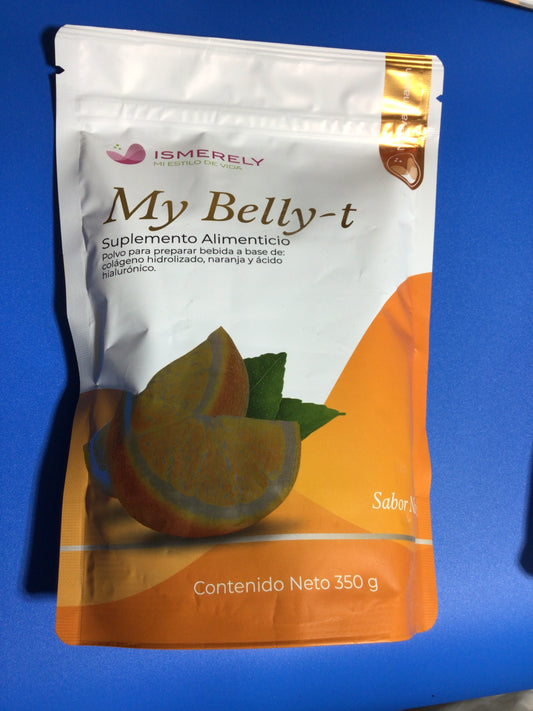 ISMERELY
MI ESTILO DE VIDA
My Belly-t
Suplemento Alimenticio
Polvo para preparar bebida a base de:
colágeno hidrolizado, naranja y ácido
hialurónico.
Sabor
Contenido Neto 350 g